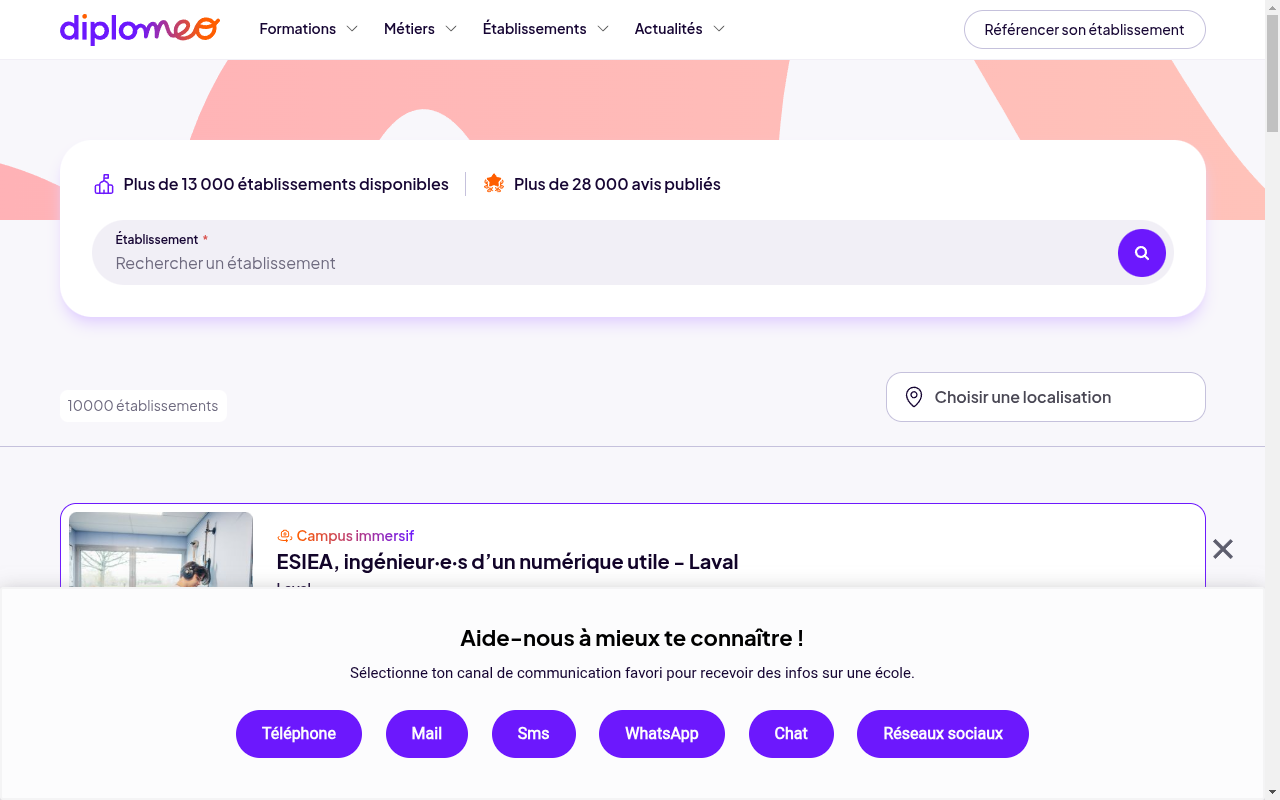 diplomeo
Formations
Métiers
Établissements
Actualités
Référencer son établissement
Plus de 13 000 établissements disponibles
Plus de 28 000 avis publiés
Établissement *
Rechercher un établissement
10000 établissements
Choisir une localisation
Campus immersif
ESIEA, ingénieur·e·s d’un numérique utile - Laval
Laval
Aide-nous à mieux te connaître !
Sélectionne ton canal de communication favori pour recevoir des infos sur une école.
Téléphone
Mail
Sms
WhatsApp
Chat
Réseaux sociaux